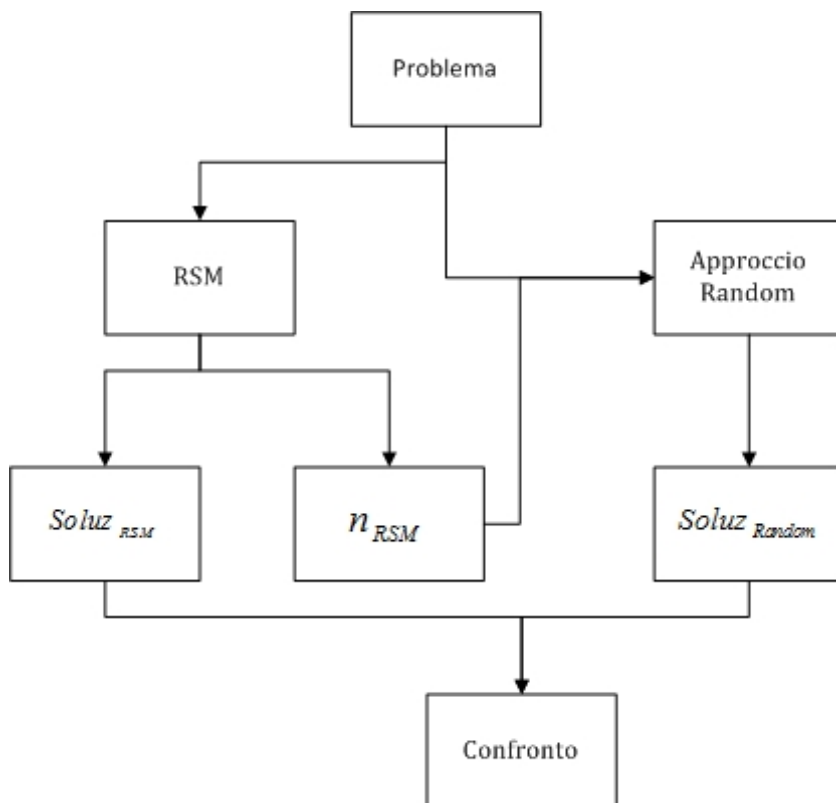 Problema
RSM
Approccio
Random
Soluz RSM
n RSM
Soluz Random
Confronto